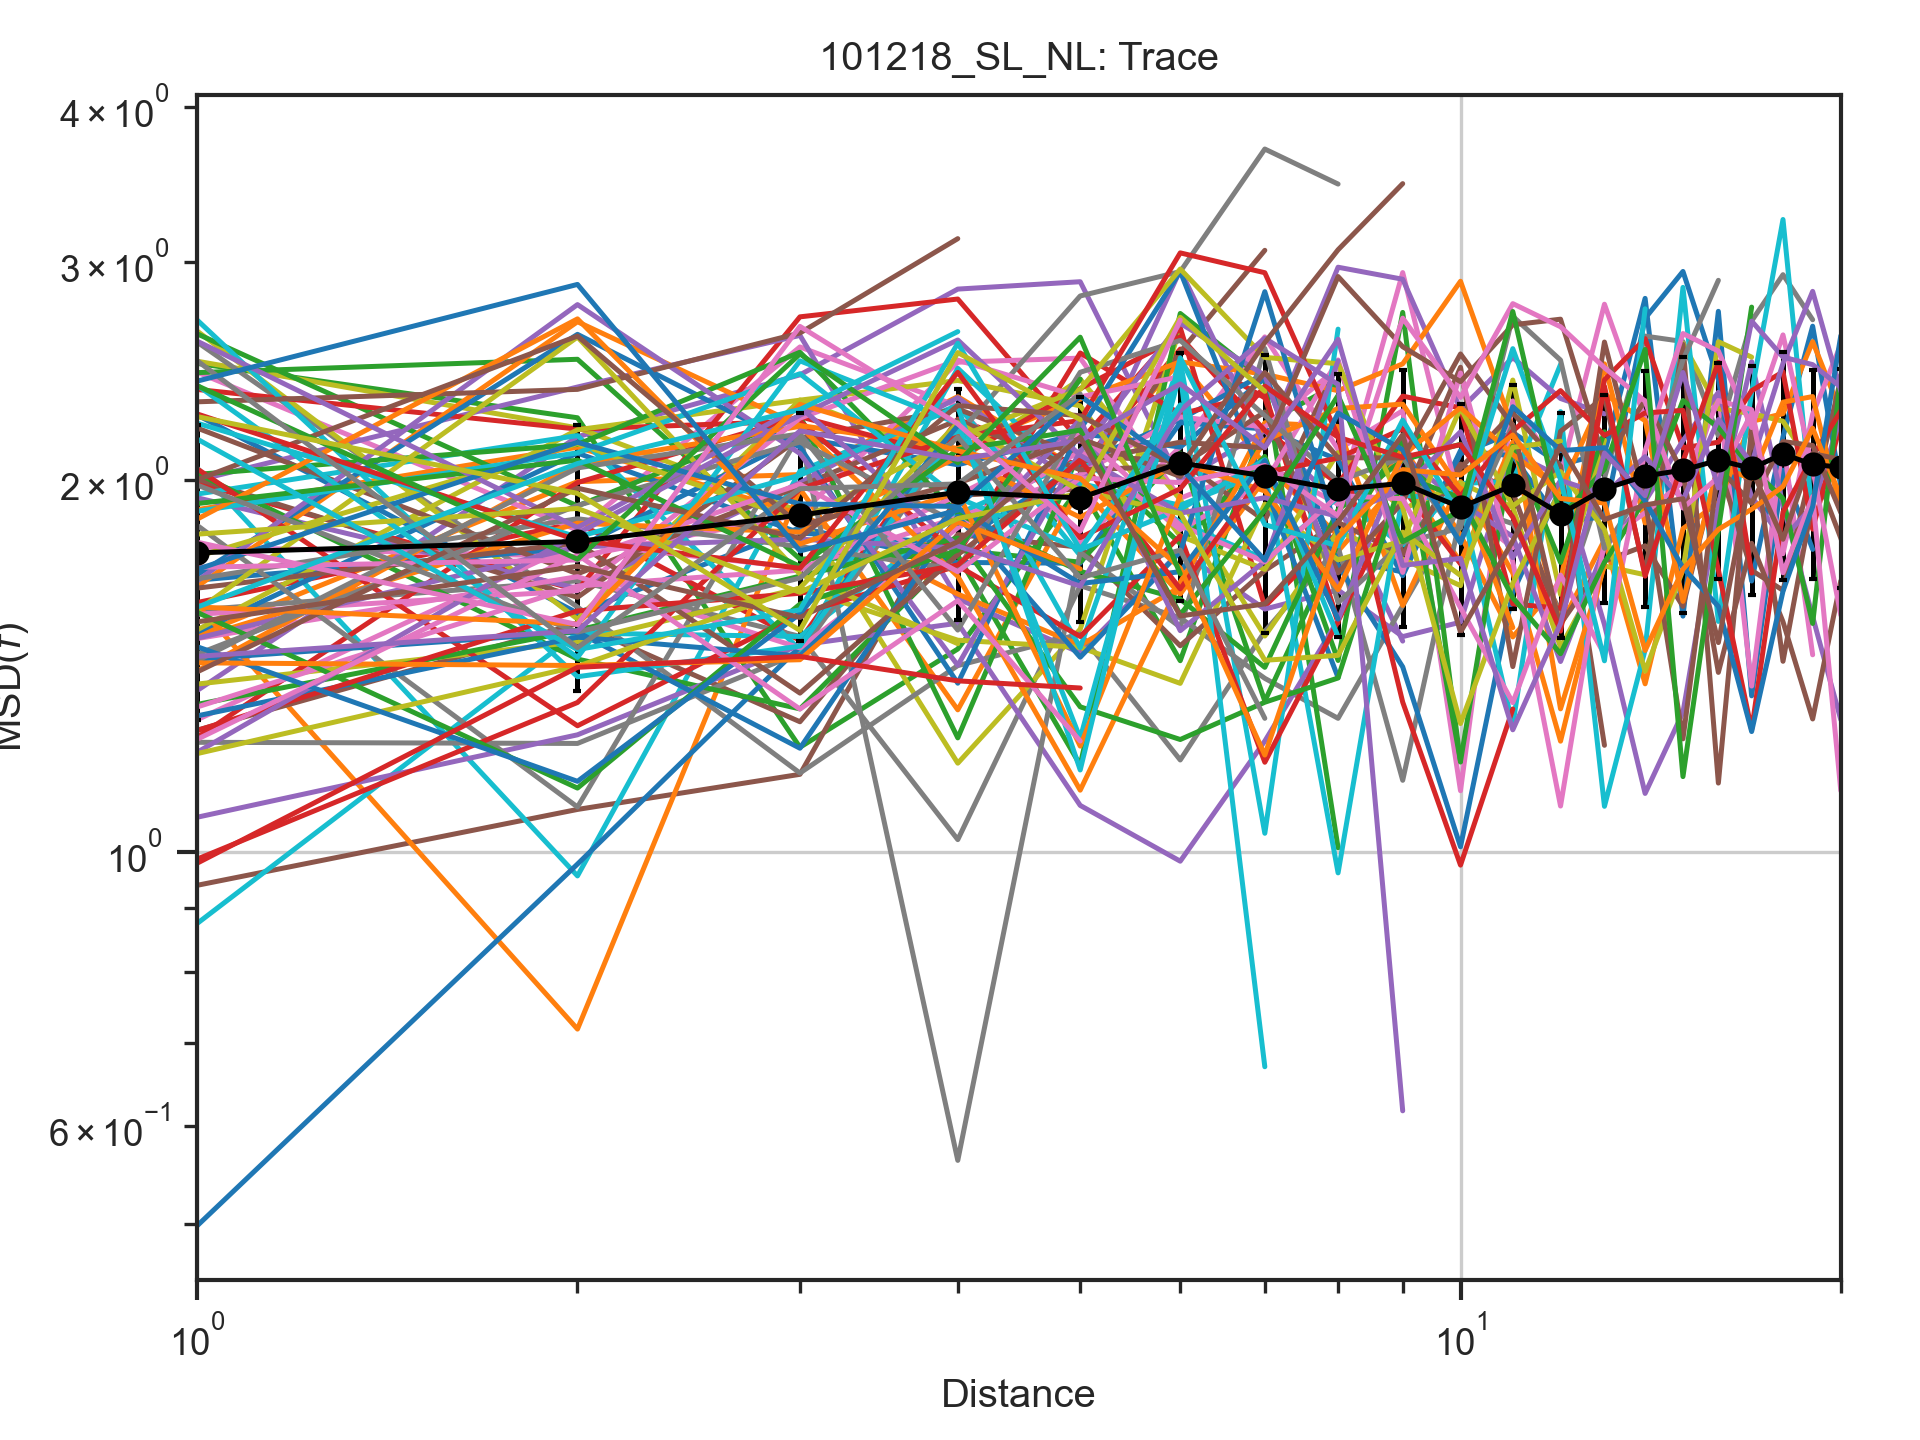 101218_SL_NL: Trace
4 × 10⁰
3 × 10⁰
2 × 10⁰
MSD(f)
10⁰
6 × 10⁻¹
10⁰
10¹
Distance